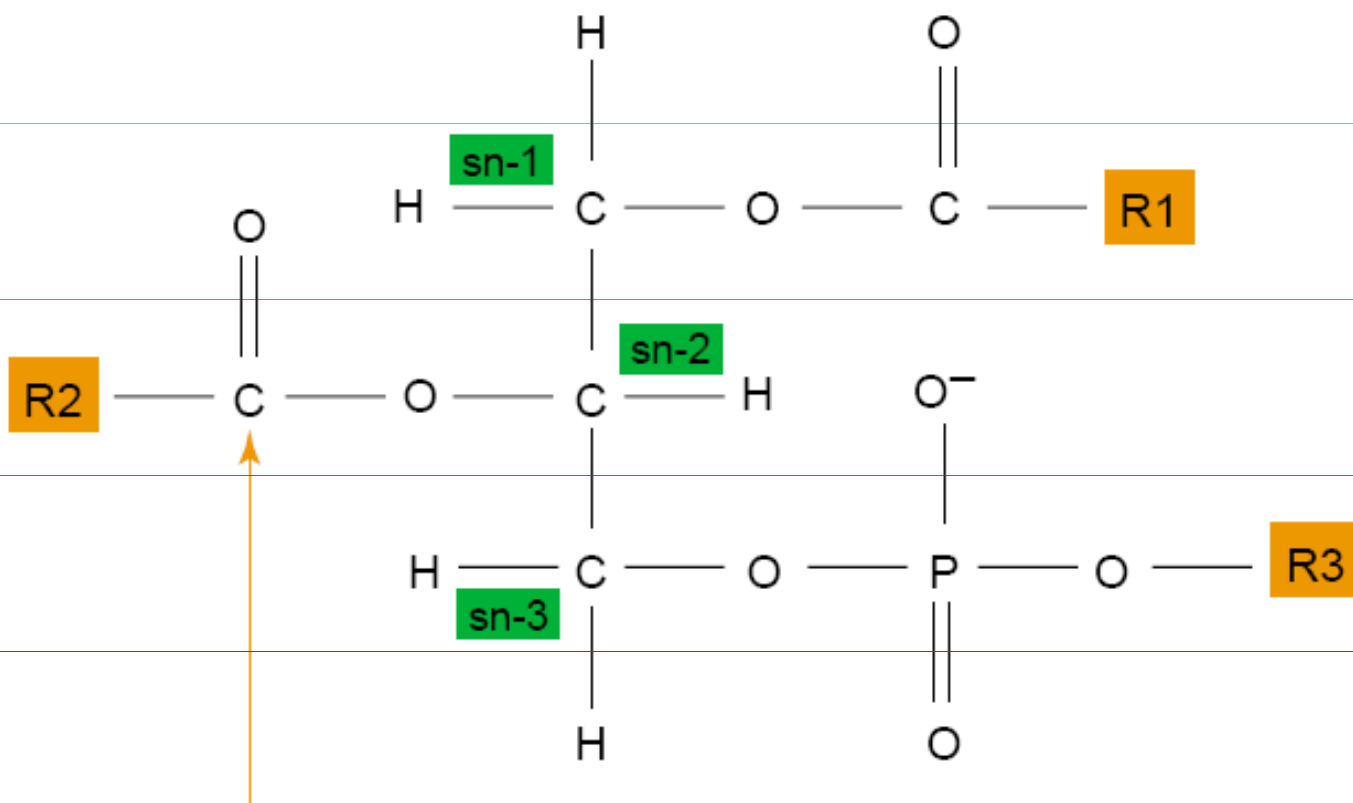 H O
sn-1
H C O C R1
O
sn-2
R2 C O C H O−
H C O P O R3
sn-3
H O